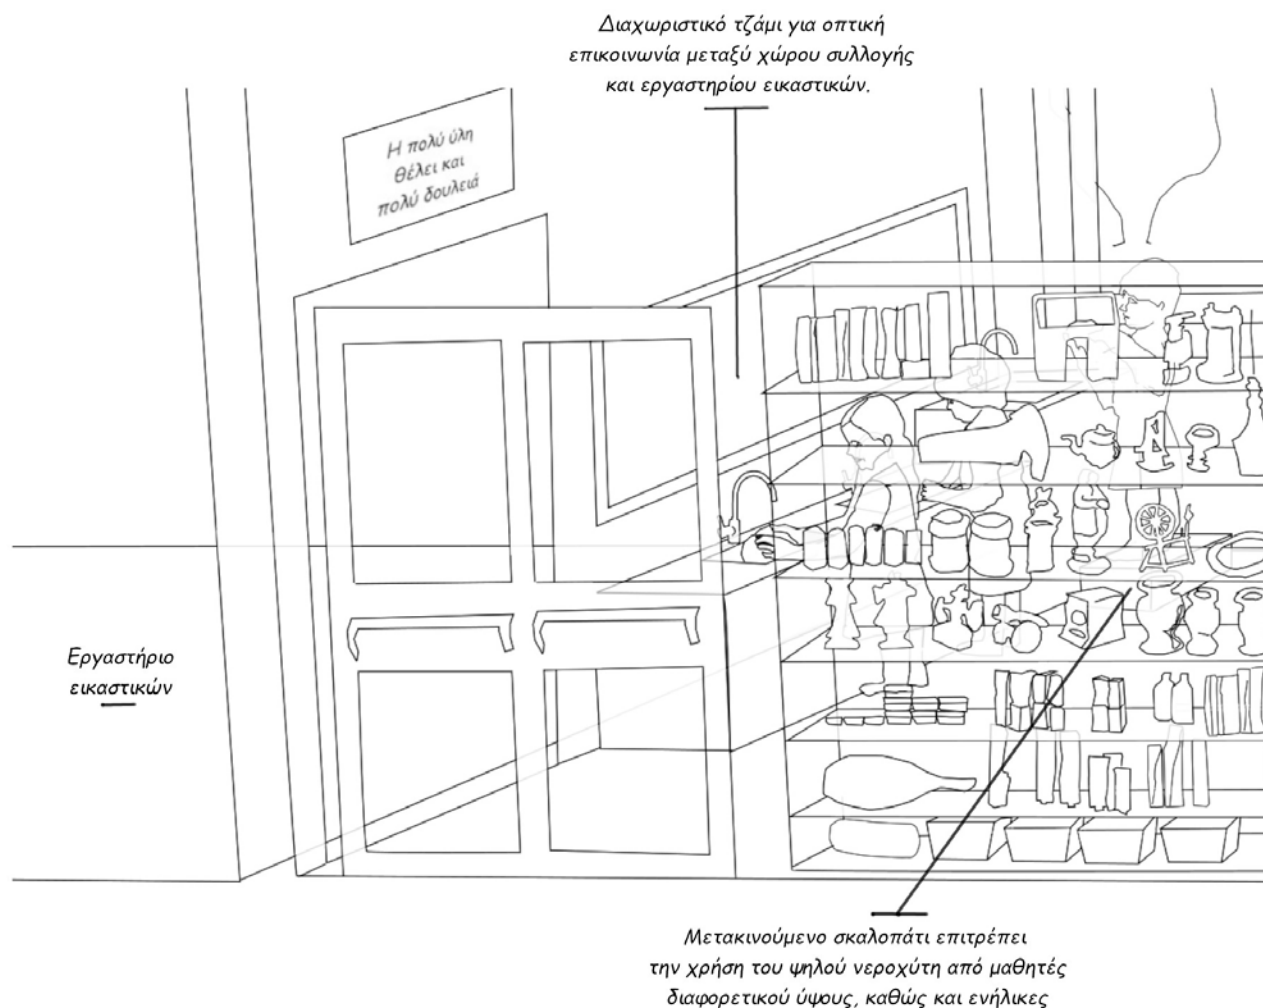 Διαχωριστικό τζάμι για οπτική
επικοινωνία μεταξύ χώρου συλλογής
και εργαστηρίου εικαστικών.
Η πολύ ύλη
θέλει και
πολύ δουλειά
Εργαστήριο
εικαστικών
Μετακινούμενο σκαλοπάτι επιτρέπει
την χρήση του ψηλού νεροχύτη από μαθητές
διαφορετικού ύψους, καθώς και ενήλικες